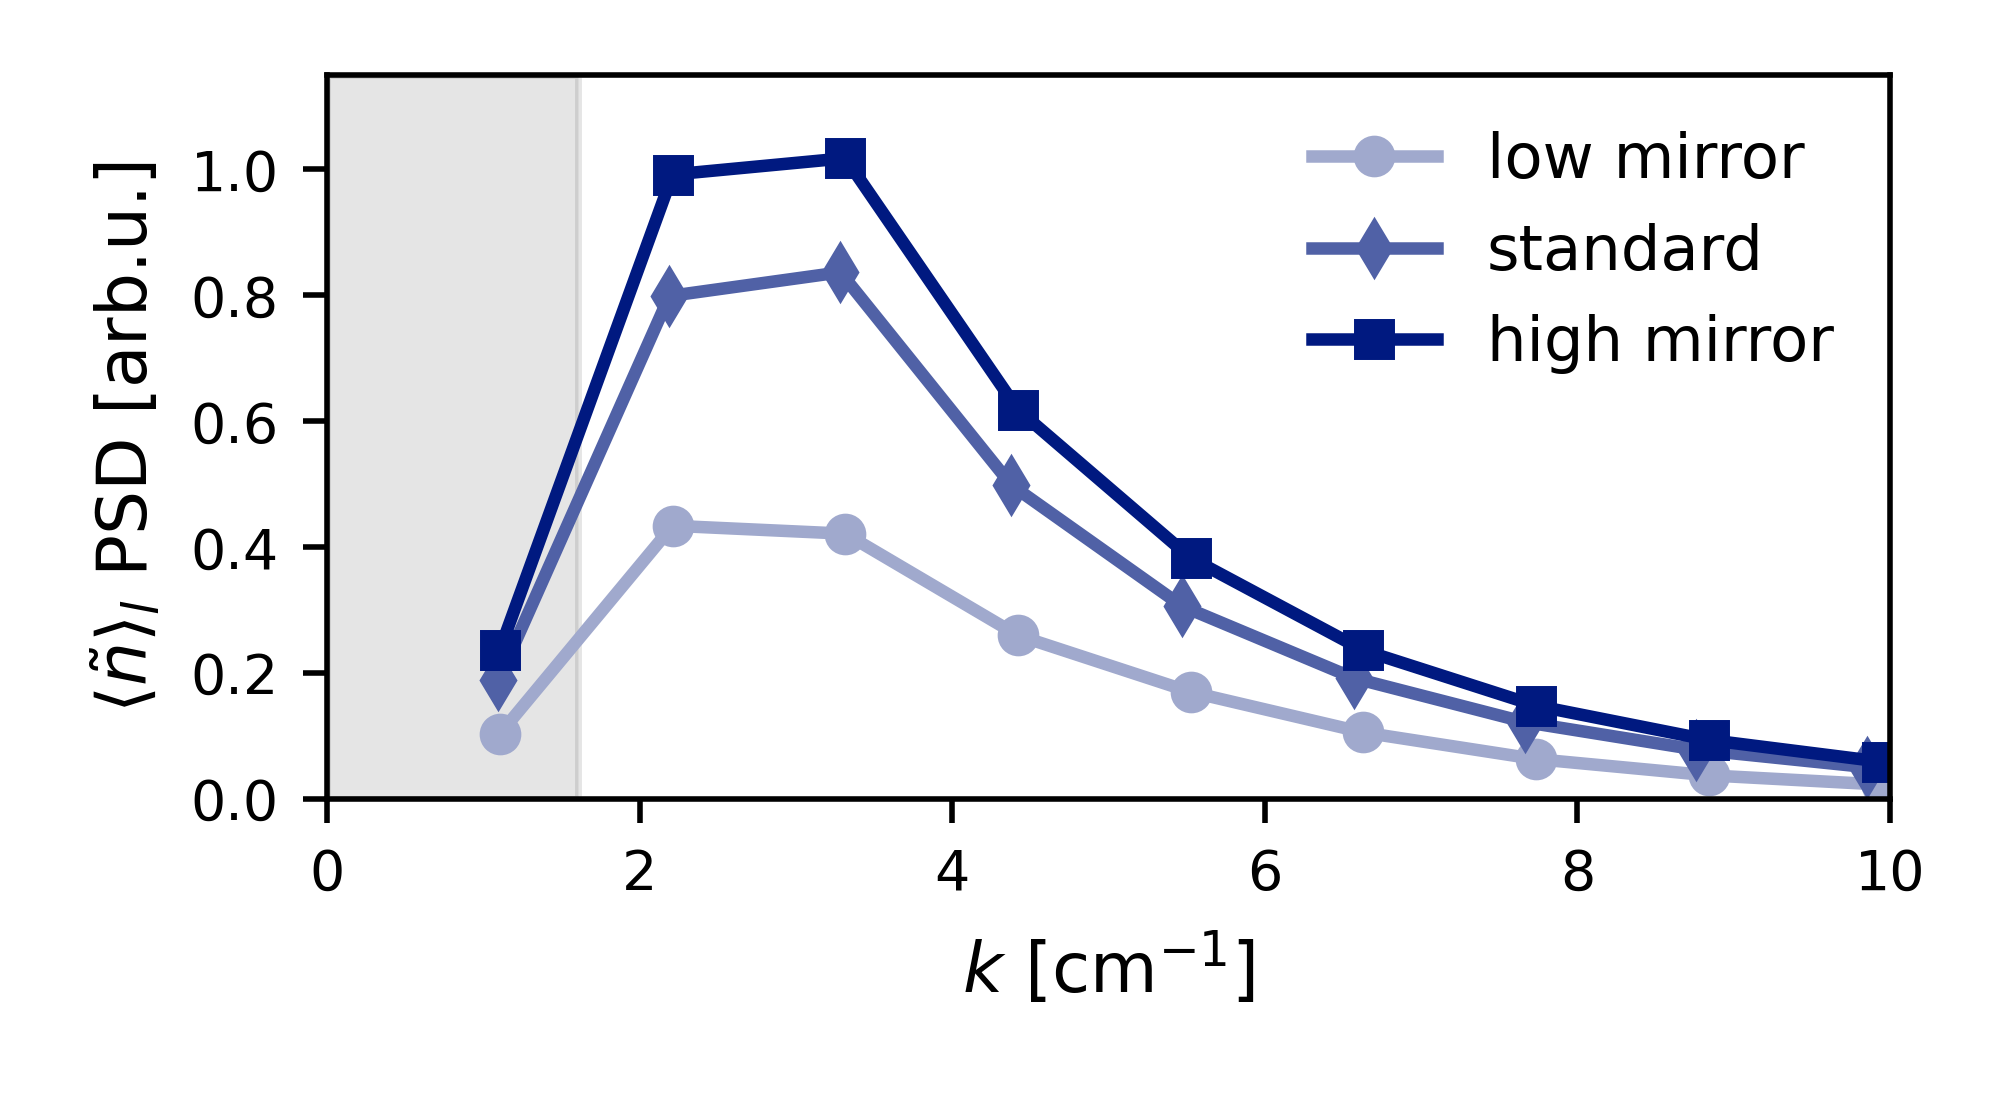 ⟨ñ⟩ₗ PSD [arb.u.]
1.0
0.8
0.6
0.4
0.2
0.0
low mirror
standard
high mirror
0 2 4 6 8 10
k [cm⁻¹]